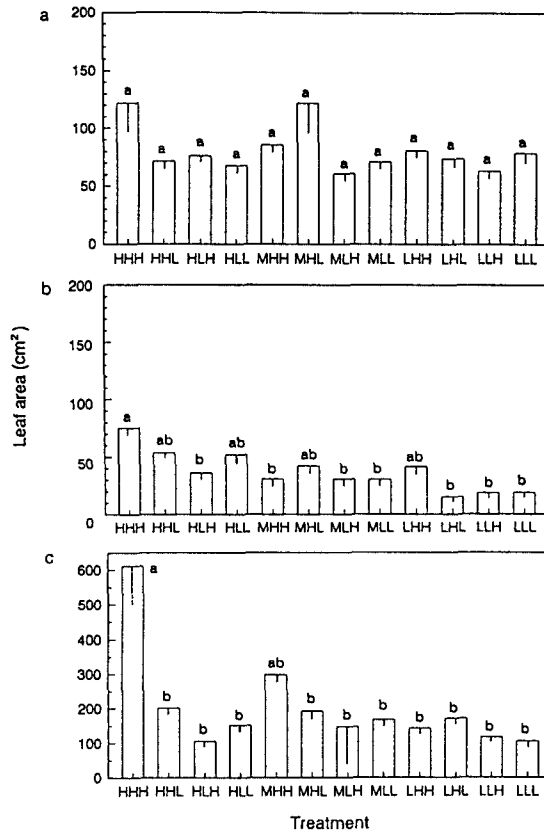 a
200
150
100
50
0
a a a a a a a a a a a a
HHH HHL HLH HLL MHH MHL MLH MLL LHH LHL LLH LLL
b
200
150
100
50
0
a ab b ab b ab b b ab b b b
HHH HHL HLH HLL MHH MHL MLH MLL LHH LHL LLH LLL
Leaf area (cm²)
c
600
500
400
300
200
100
0
a b b b ab b b b b b b b
HHH HHL HLH HLL MHH MHL MLH MLL LHH LHL LLH LLL
Treatment